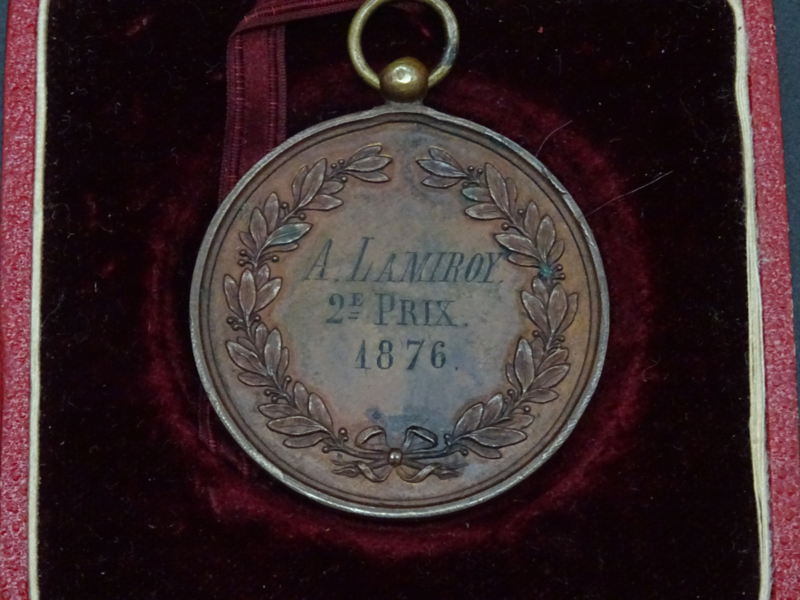 A. LAMIROY.
2E PRIX.
1876.